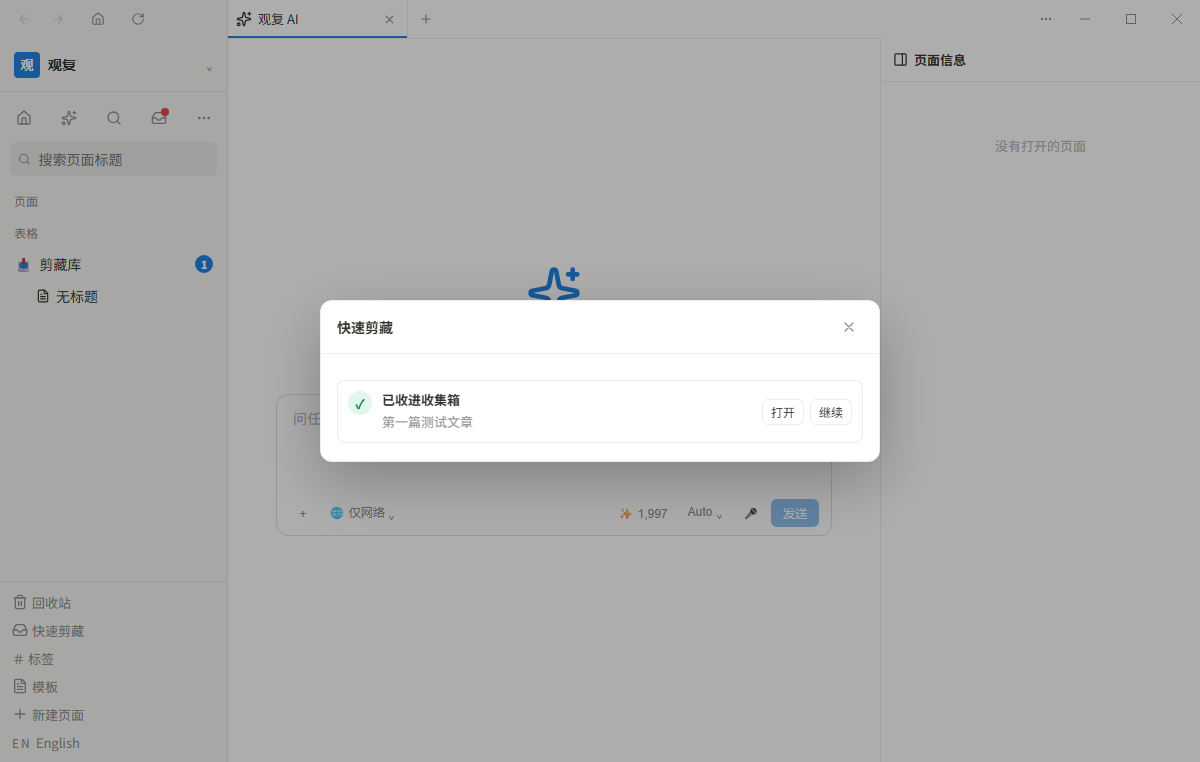 观复 AI
观 观复
页面信息
搜索页面标题
没有打开的页面
页面
表格
剪藏库 1
无标题
快速剪藏
已收进收集箱
第一篇测试文章
打开 继续
问任
+ 仅网络 1,997 Auto 发送
回收站
快速剪藏
# 标签
模板
新建页面
EN English